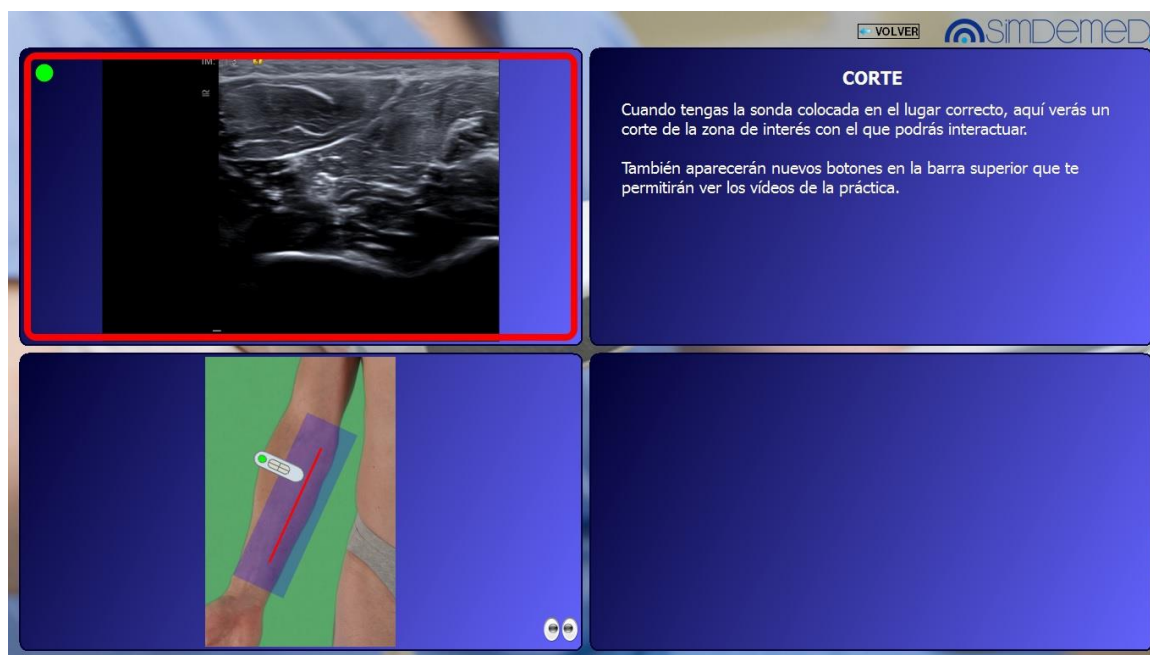 VOLVER
SIMDEMED
IM:
CORTE
Cuando tengas la sonda colocada en el lugar correcto, aquí verás un
corte de la zona de interés con el que podrás interactuar.
También aparecerán nuevos botones en la barra superior que te
permitirán ver los vídeos de la práctica.